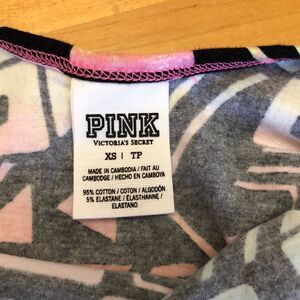 PINK
VICTORIA'S SECRET
XS | TP
MADE IN CAMBODIA / FAIT AU
CAMBODGE / HECHO EN CAMBOYA
95% COTTON / COTON / ALGODÓN
5% ELASTANE / ÉLASTHANNE /
ELASTANO